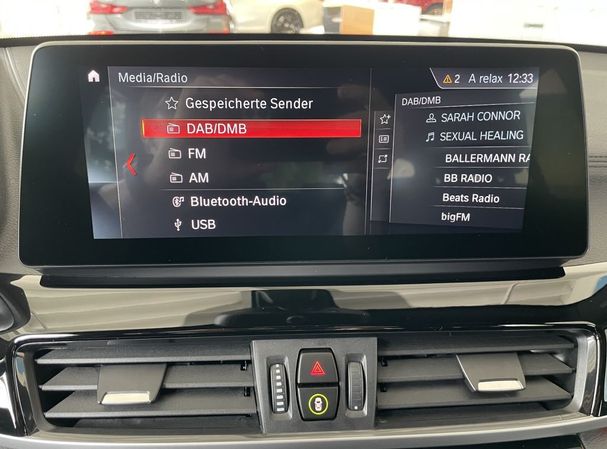 Media/Radio
2 A relax 12:33
Gespeicherte Sender
DAB/DMB
FM
AM
Bluetooth-Audio
USB
DAB/DMB
SARAH CONNOR
SEXUAL HEALING
BALLERMANN RA
BB RADIO
Beats Radio
bigFM